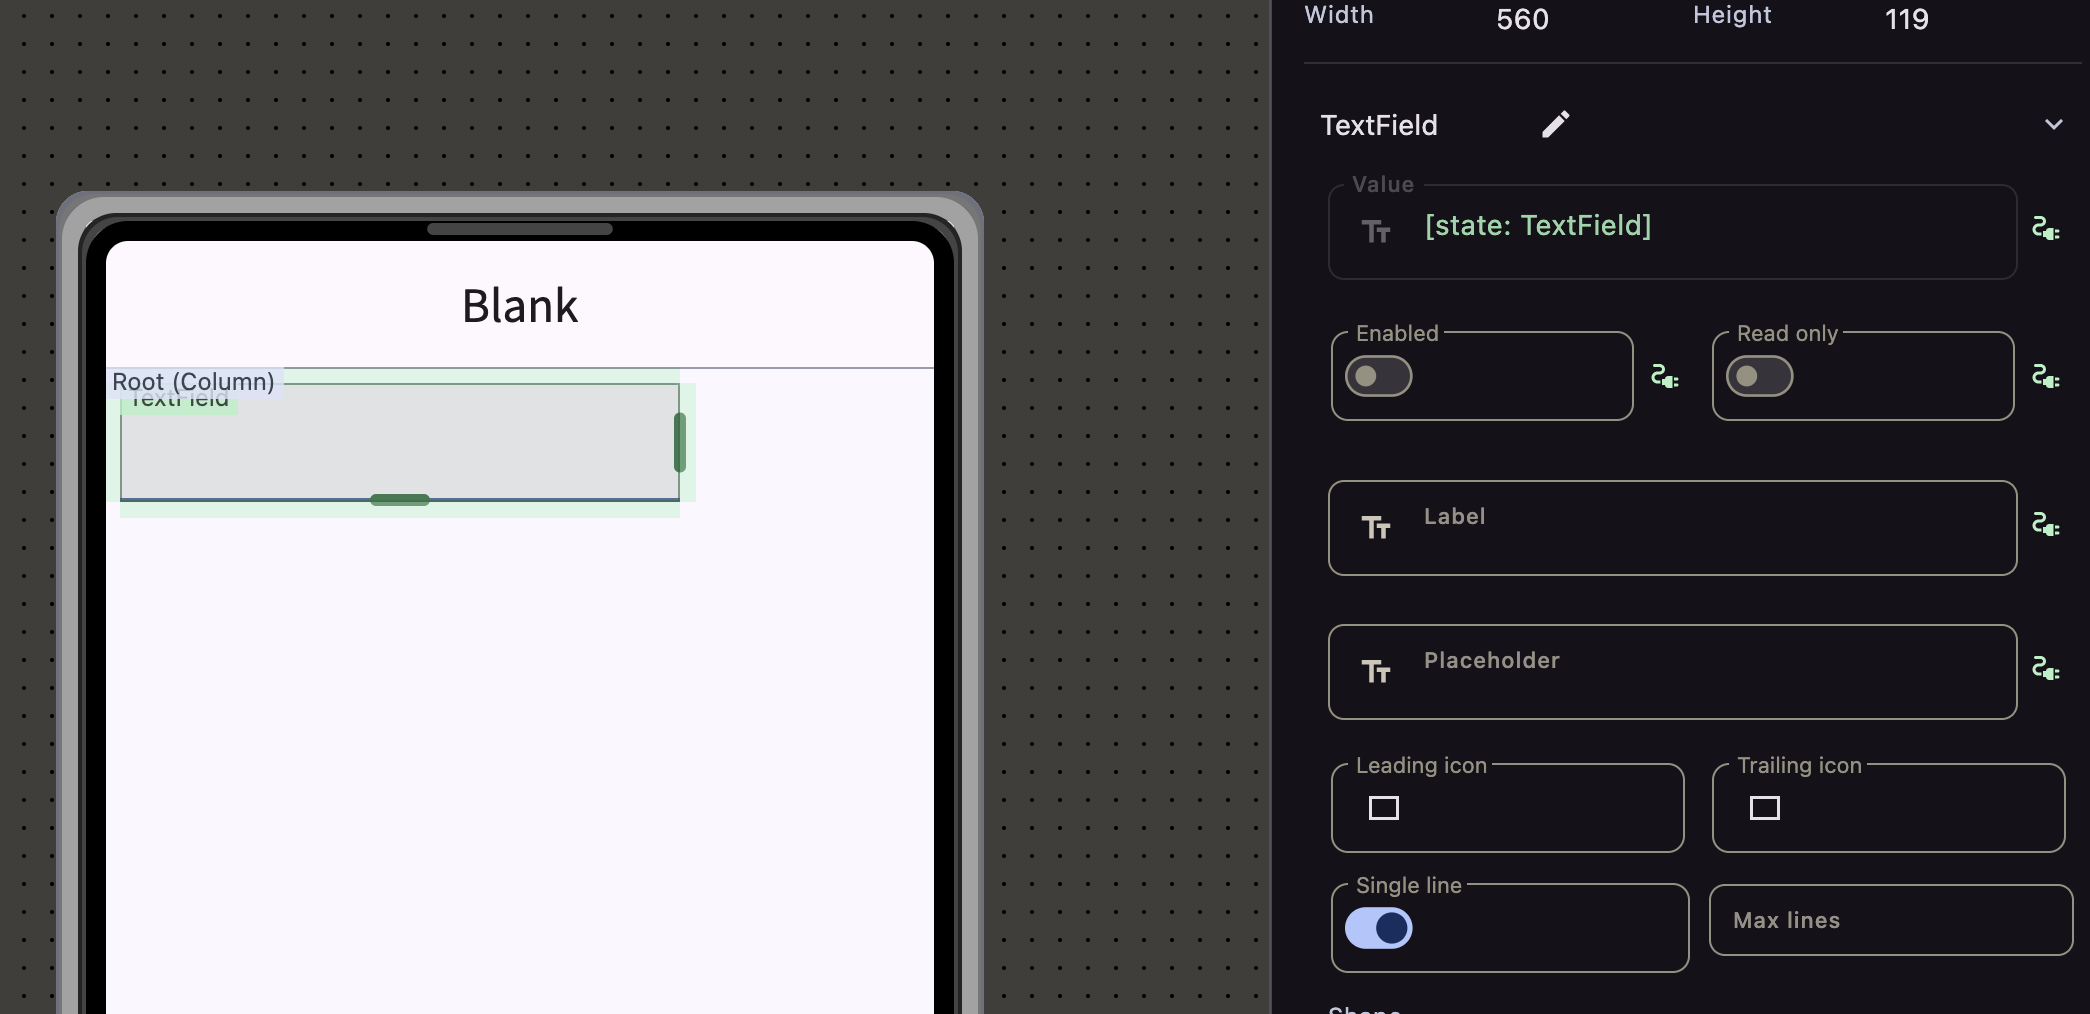 Width 560 Height 119
TextField
Value
[state: TextField]
Enabled
Read only
Label
Placeholder
Leading icon
Trailing icon
Single line
Max lines
Shape
Blank
Root (Column)
TextField